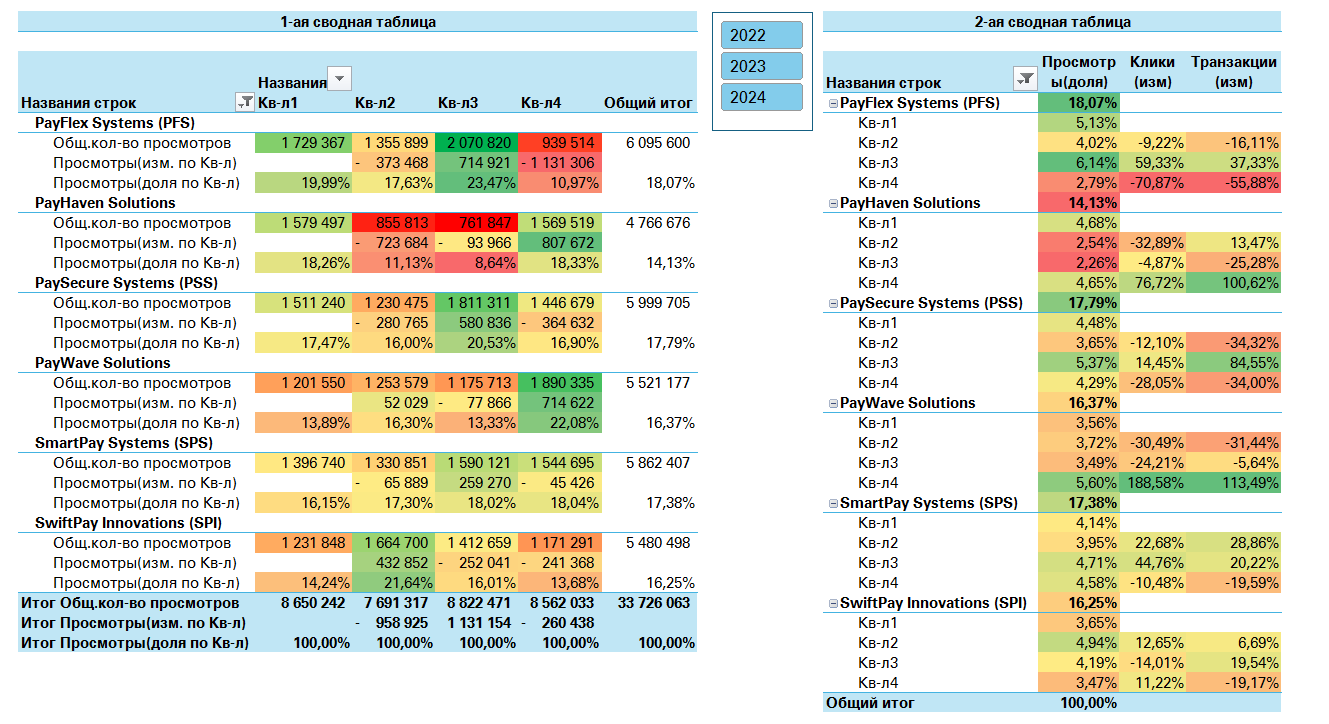 1-ая сводная таблица
Названия
Названия строк Кв-л1 Кв-л2 Кв-л3 Кв-л4 Общий итог
PayFlex Systems (PFS)
Общ.кол-во просмотров 1 729 367 1 355 899 2 070 820 939 514 6 095 600
Просмотры(изм. по Кв-л) - 373 468 714 921 - 1 131 306
Просмотры(доля по Кв-л) 19,99% 17,63% 23,47% 10,97% 18,07%
PayHaven Solutions
Общ.кол-во просмотров 1 579 497 855 813 761 847 1 569 519 4 766 676
Просмотры(изм. по Кв-л) - 723 684 - 93 966 807 672
Просмотры(доля по Кв-л) 18,26% 11,13% 8,64% 18,33% 14,13%
PaySecure Systems (PSS)
Общ.кол-во просмотров 1 511 240 1 230 475 1 811 311 1 446 679 5 999 705
Просмотры(изм. по Кв-л) - 280 765 580 836 - 364 632
Просмотры(доля по Кв-л) 17,47% 16,00% 20,53% 16,90% 17,79%
PayWave Solutions
Общ.кол-во просмотров 1 201 550 1 253 579 1 175 713 1 890 335 5 521 177
Просмотры(изм. по Кв-л) 52 029 - 77 866 714 622
Просмотры(доля по Кв-л) 13,89% 16,30% 13,33% 22,08% 16,37%
SmartPay Systems (SPS)
Общ.кол-во просмотров 1 396 740 1 330 851 1 590 121 1 544 695 5 862 407
Просмотры(изм. по Кв-л) - 65 889 259 270 - 45 426
Просмотры(доля по Кв-л) 16,15% 17,30% 18,02% 18,04% 17,38%
SwiftPay Innovations (SPI)
Общ.кол-во просмотров 1 231 848 1 664 700 1 412 659 1 171 291 5 480 498
Просмотры(изм. по Кв-л) 432 852 - 252 041 - 241 368
Просмотры(доля по Кв-л) 14,24% 21,64% 16,01% 13,68% 16,25%
Итог Общ.кол-во просмотров 8 650 242 7 691 317 8 822 471 8 562 033 33 726 063
Итог Просмотры(изм. по Кв-л) - 958 925 1 131 154 - 260 438
Итог Просмотры(доля по Кв-л) 100,00% 100,00% 100,00% 100,00% 100,00%
2022
2023
2024
2-ая сводная таблица
Просмотр Клики Транзакции
Названия строк ы(доля) (изм) (изм)
PayFlex Systems (PFS) 18,07%
Кв-л1 5,13%
Кв-л2 4,02% -9,22% -16,11%
Кв-л3 6,14% 59,33% 37,33%
Кв-л4 2,79% -70,87% -55,88%
PayHaven Solutions 14,13%
Кв-л1 4,68%
Кв-л2 2,54% -32,89% 13,47%
Кв-л3 2,26% -4,87% -25,28%
Кв-л4 4,65% 76,72% 100,62%
PaySecure Systems (PSS) 17,79%
Кв-л1 4,48%
Кв-л2 3,65% -12,10% -34,32%
Кв-л3 5,37% 14,45% 84,55%
Кв-л4 4,29% -28,05% -34,00%
PayWave Solutions 16,37%
Кв-л1 3,56%
Кв-л2 3,72% -30,49% -31,44%
Кв-л3 3,49% -24,21% -5,64%
Кв-л4 5,60% 188,58% 113,49%
SmartPay Systems (SPS) 17,38%
Кв-л1 4,14%
Кв-л2 3,95% 22,68% 28,86%
Кв-л3 4,71% 44,76% 20,22%
Кв-л4 4,58% -10,48% -19,59%
SwiftPay Innovations (SPI) 16,25%
Кв-л1 3,65%
Кв-л2 4,94% 12,65% 6,69%
Кв-л3 4,19% -14,01% 19,54%
Кв-л4 3,47% 11,22% -19,17%
Общий итог 100,00%